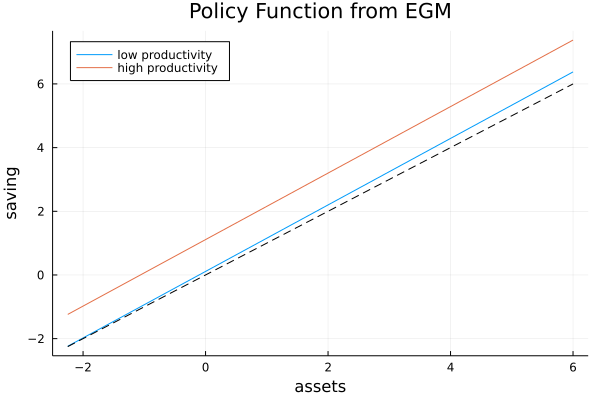 Policy Function from EGM
low productivity
high productivity
6
4
2
0
−2
saving
−2
0
2
4
6
assets